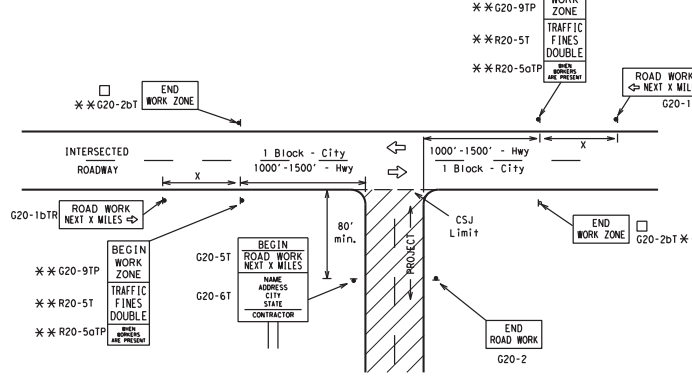 WORK
ZONE
* * G20-9TP
TRAFFIC
FINES
DOUBLE
* * R20-5T
WHEN
WORKERS
ARE PRESENT
* * R20-5aTP
ROAD WORK
⇦ NEXT X MIL
G20-1
END
WORK ZONE
□
* * G20-2bT
INTERSECTED
ROADWAY
1 Block - City
1000'-1500' - Hwy
X
1000'-1500' - Hwy
1 Block - City
X
G20-1bTR
ROAD WORK
NEXT X MILES ⇨
BEGIN
WORK
ZONE
* * G20-9TP
TRAFFIC
FINES
DOUBLE
* * R20-5T
WHEN
WORKERS
ARE PRESENT
* * R20-5aTP
G20-5T
BEGIN
ROAD WORK
NEXT X MILES
G20-6T
NAME
ADDRESS
CITY
STATE
CONTRACTOR
80'
min.
PROJECT
CSJ
Limit
END
WORK ZONE
□
G20-2bT *
END
ROAD WORK
G20-2